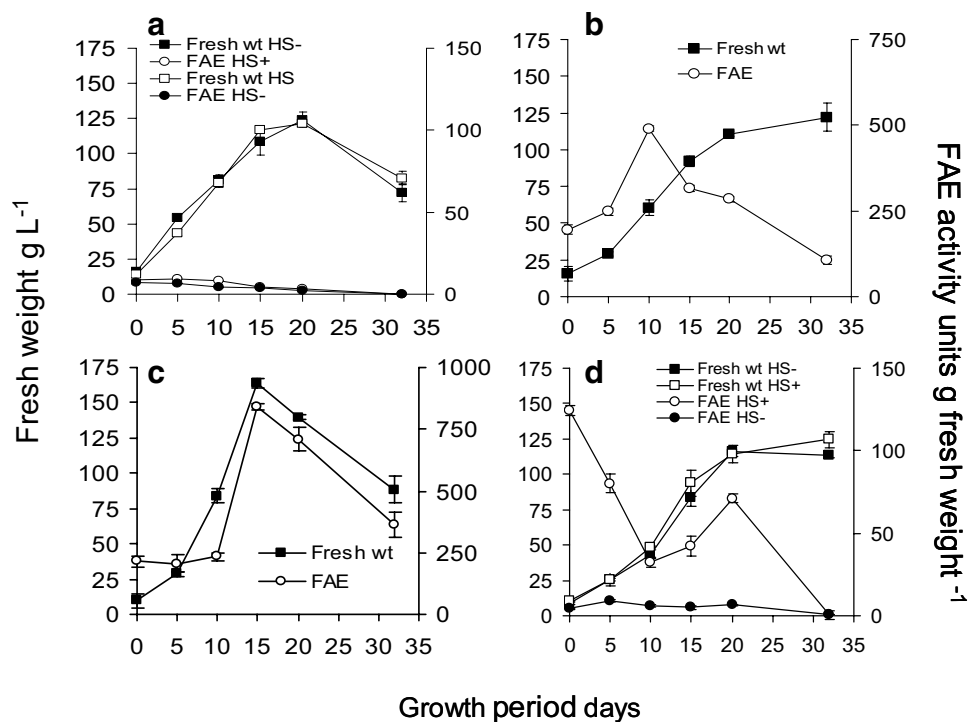 a
Fresh wt HS-
FAE HS+
Fresh wt HS
FAE HS-
175
150
125
100
75
50
25
0
150
100
50
0
0 5 10 15 20 25 30 35
b
Fresh wt
FAE
175
150
125
100
75
50
25
0
750
500
250
0
0 5 10 15 20 25 30 35
c
Fresh wt
FAE
175
150
125
100
75
50
25
0
1000
750
500
250
0
0 5 10 15 20 25 30 35
d
Fresh wt HS-
Fresh wt HS+
FAE HS+
FAE HS-
175
150
125
100
75
50
25
0
150
100
50
0
0 5 10 15 20 25 30 35
Fresh weight g L-1
FAE activity units g fresh weight -1
Growth period days